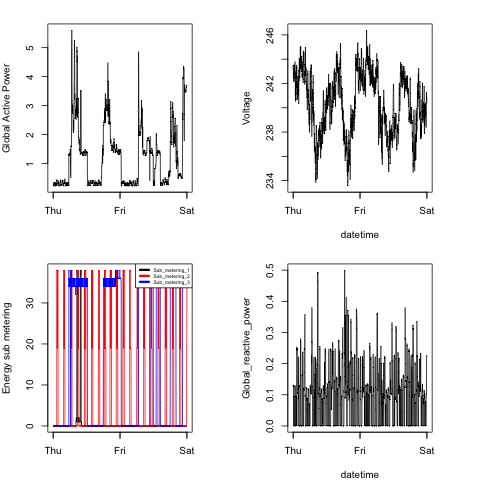 Global Active Power
5
4
3
2
1
Thu Fri Sat
Voltage
246
242
238
234
Thu Fri Sat
datetime
Energy sub metering
30
20
10
0
Sub_metering_1
Sub_metering_2
Sub_metering_3
Thu Fri Sat
Global_reactive_power
0.5
0.4
0.3
0.2
0.1
0.0
Thu Fri Sat
datetime